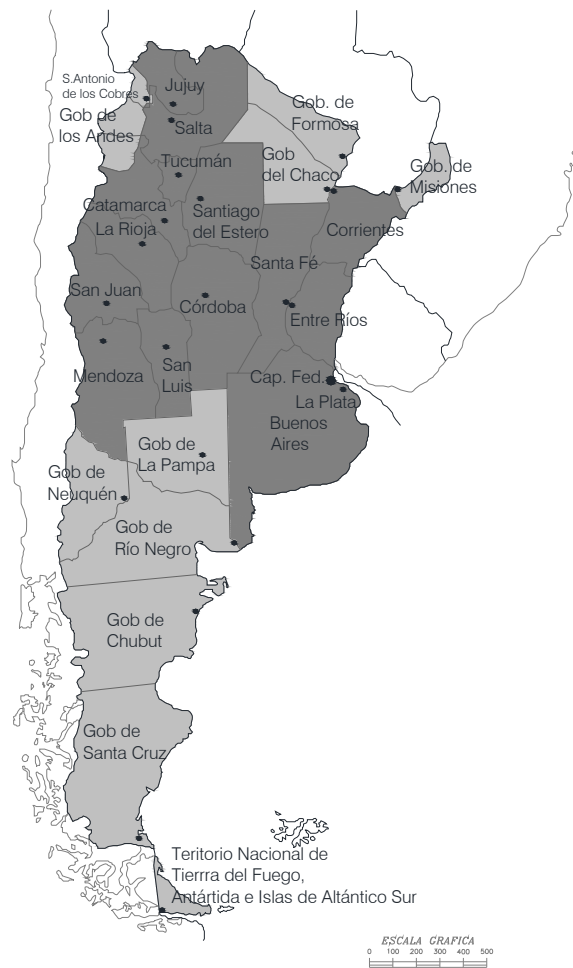 S.Antonio
de los Cobres
Jujuy
Gob de
los Andes
Salta
Gob. de
Formosa
Tucumán
Gob
del Chaco
Gob. de
Misiones
Catamarca
La Rioja
Santiago
del Estero
Corrientes
Santa Fé
San Juan
Córdoba
Entre Ríos
Mendoza
San
Luis
Cap. Fed.
La Plata
Buenos
Aires
Gob de
La Pampa
Gob de
Neuquén
Gob de
Río Negro
Gob de
Chubut
Gob de
Santa Cruz
Teritorio Nacional de
Tierrra del Fuego,
Antártida e Islas de Altántico Sur
ESCALA GRAFICA
0 100 200 300 400 500